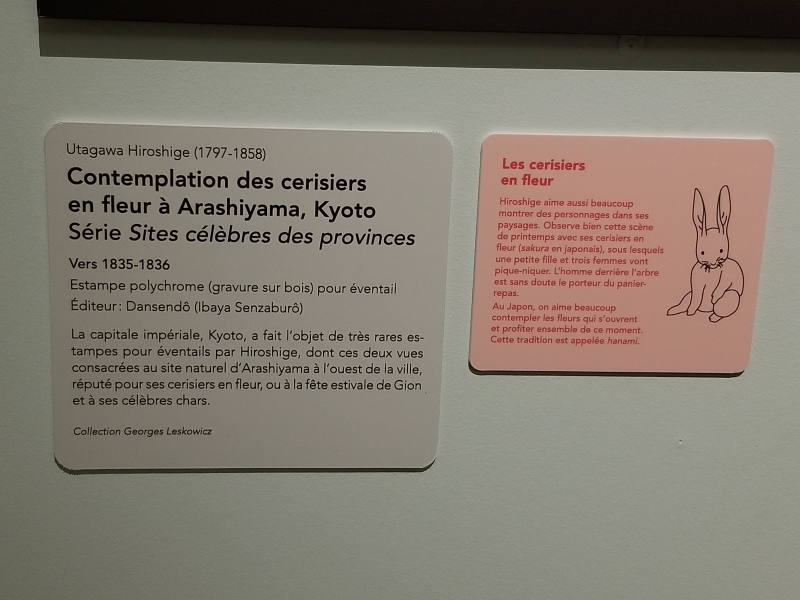 Utagawa Hiroshige (1797-1858)
Contemplation des cerisiers
en fleur à Arashiyama, Kyoto
Série Sites célèbres des provinces
Vers 1835-1836
Estampe polychrome (gravure sur bois) pour éventail
Éditeur : Dansendô (Ibaya Senzaburô)
La capitale impériale, Kyoto, a fait l'objet de très rares es-
tampes pour éventails par Hiroshige, dont ces deux vues
consacrées au site naturel d'Arashiyama à l'ouest de la ville,
réputé pour ses cerisiers en fleur, ou à la fête estivale de Gion
et à ses célèbres chars.
Collection Georges Leskowicz
Les cerisiers
en fleur
Hiroshige aime aussi beaucoup
montrer des personnages dans ses
paysages. Observe bien cette scène
de printemps avec ses cerisiers en
fleur (sakura en japonais), sous lesquels
une petite fille et trois femmes vont
pique-niquer. L'homme derrière l'arbre
est sans doute le porteur du panier-
repas.
Au Japon, on aime beaucoup
contempler les fleurs qui s'ouvrent
et profiter ensemble de ce moment.
Cette tradition est appelée hanami.